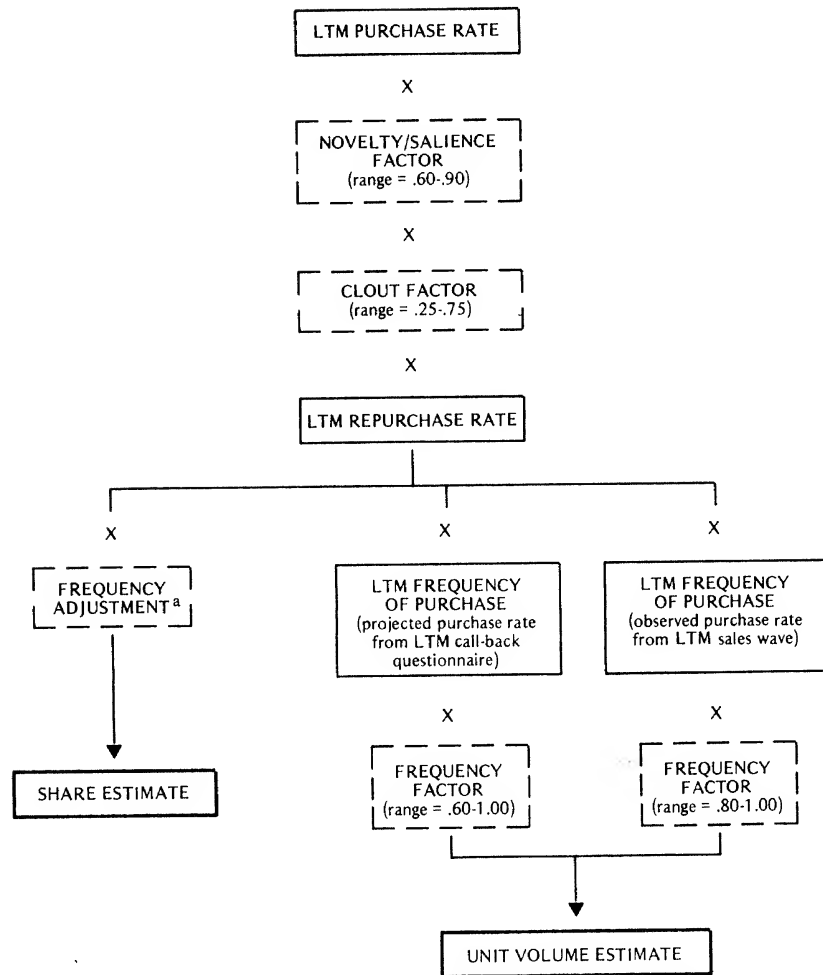 LTM PURCHASE RATE
X
NOVELTY/SALIENCE
FACTOR
(range = .60-.90)
X
CLOUT FACTOR
(range = .25-.75)
X
LTM REPURCHASE RATE
X
X
X
FREQUENCY
ADJUSTMENT a
LTM FREQUENCY
OF PURCHASE
(projected purchase rate
from LTM call-back
questionnaire)
LTM FREQUENCY
OF PURCHASE
(observed purchase rate
from LTM sales wave)
X
X
SHARE ESTIMATE
FREQUENCY
FACTOR
(range = .60-1.00)
FREQUENCY
FACTOR
(range = .80-1.00)
UNIT VOLUME ESTIMATE